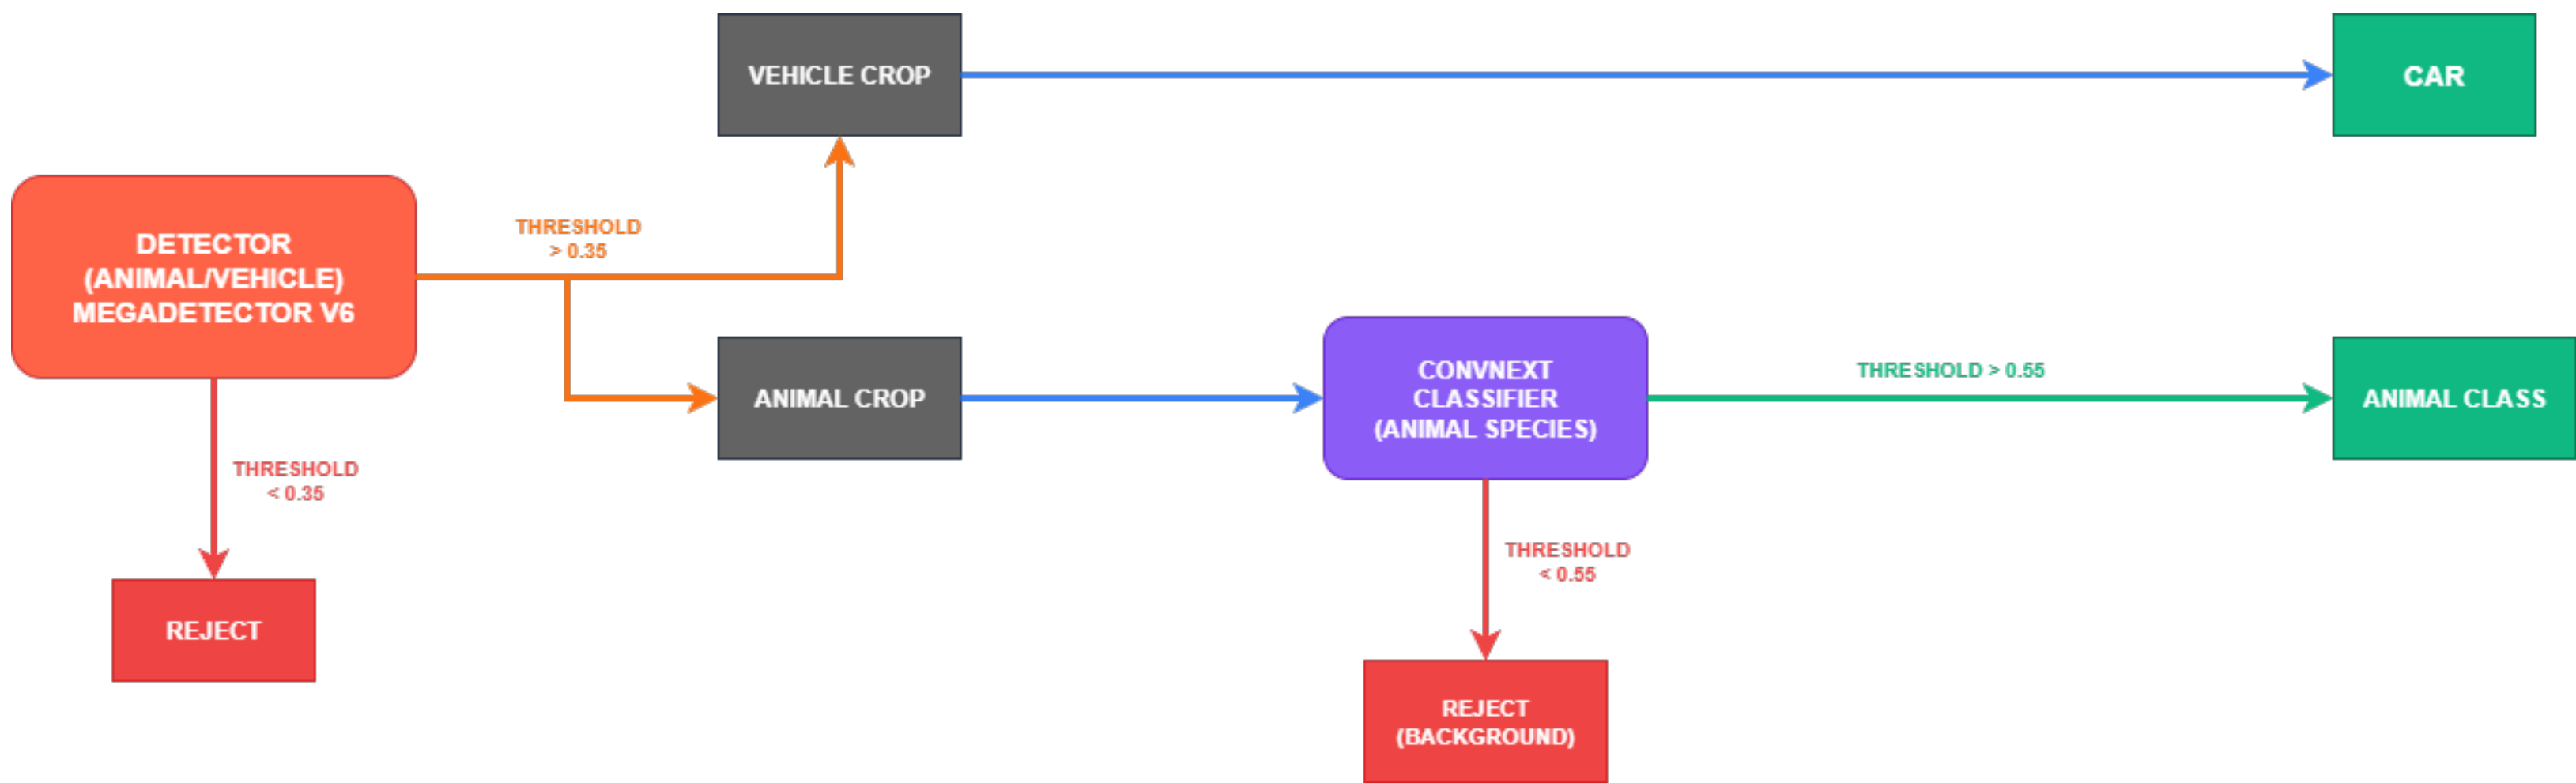 VEHICLE CROP
CAR
DETECTOR
(ANIMAL/VEHICLE)
MEGADETECTOR V6
THRESHOLD
> 0.35
ANIMAL CROP
CONVNEXT
CLASSIFIER
(ANIMAL SPECIES)
THRESHOLD > 0.55
ANIMAL CLASS
THRESHOLD
< 0.35
REJECT
THRESHOLD
< 0.55
REJECT
(BACKGROUND)